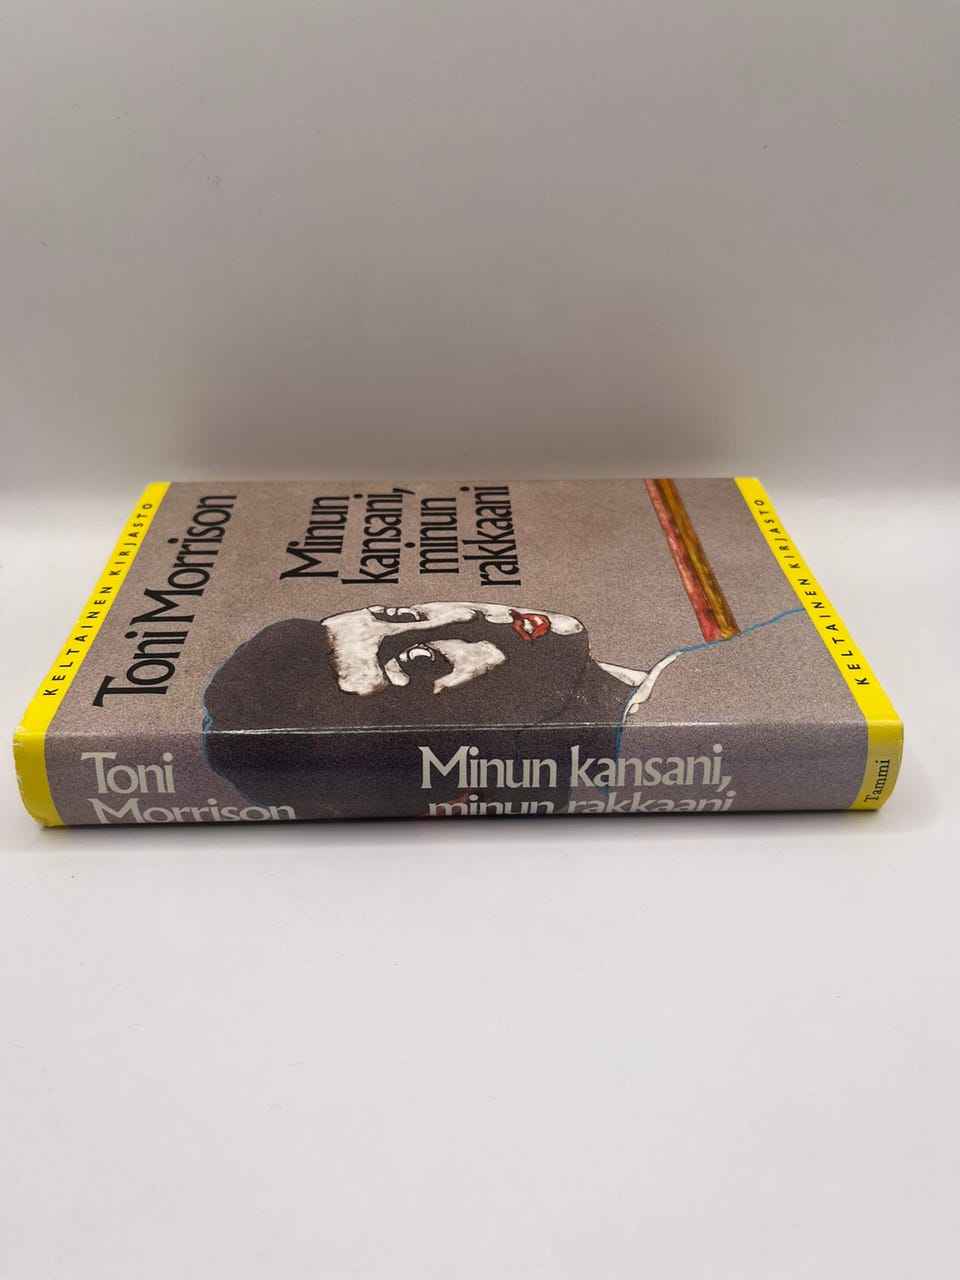 KELTAINEN KIRJASTO
Toni Morrison
Minun
kansani,
minun
rakkaani
KELTAINEN KIRJASTO
Toni
Morrison
Minun kansani,
minun rakkaani
Tammi